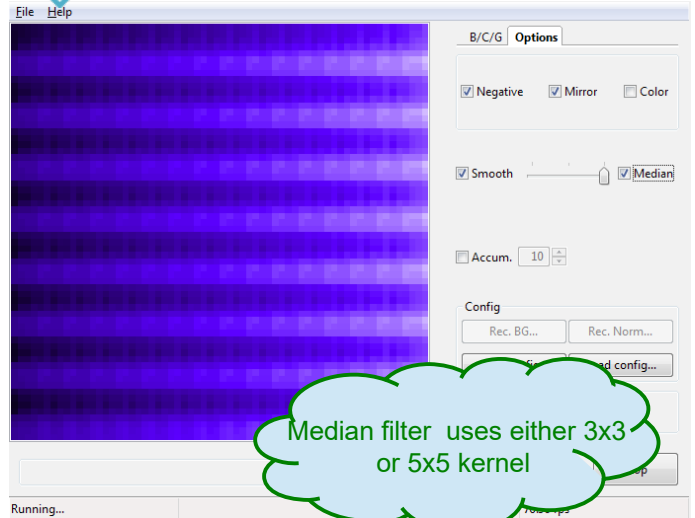 File Help
B/C/G Options
Negative Mirror Color
Smooth Median
Accum. 10
Config
Rec. BG... Rec. Norm...
config...
Median filter uses either 3x3
or 5x5 kernel
Running...